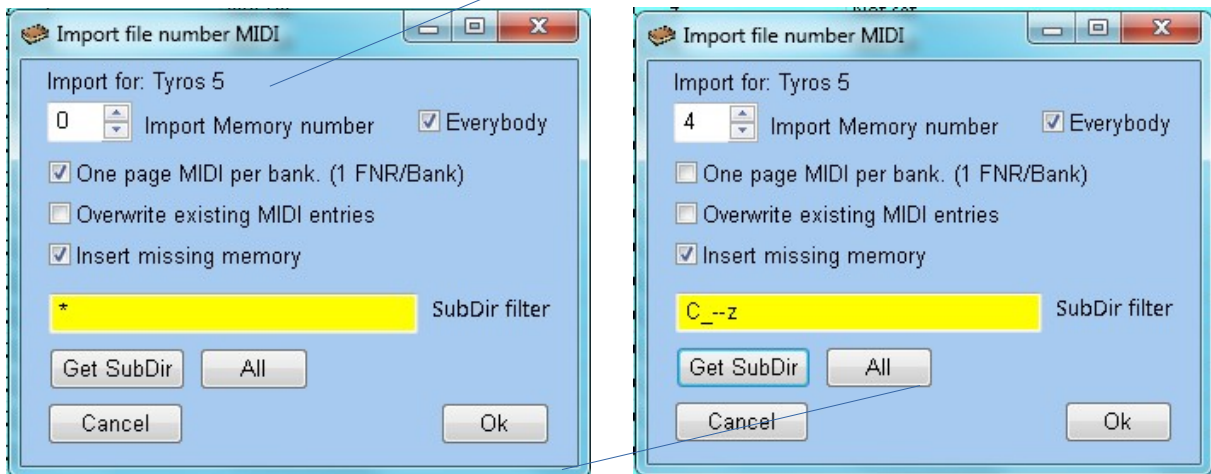 Import file number MIDI
Import for: Tyros 5
0 Import Memory number Everybody
One page MIDI per bank. (1 FNR/Bank)
Overwrite existing MIDI entries
Insert missing memory
* SubDir filter
Get SubDir All
Cancel Ok
Import file number MIDI
Import for: Tyros 5
4 Import Memory number Everybody
One page MIDI per bank. (1 FNR/Bank)
Overwrite existing MIDI entries
Insert missing memory
C_--z SubDir filter
Get SubDir All
Cancel Ok